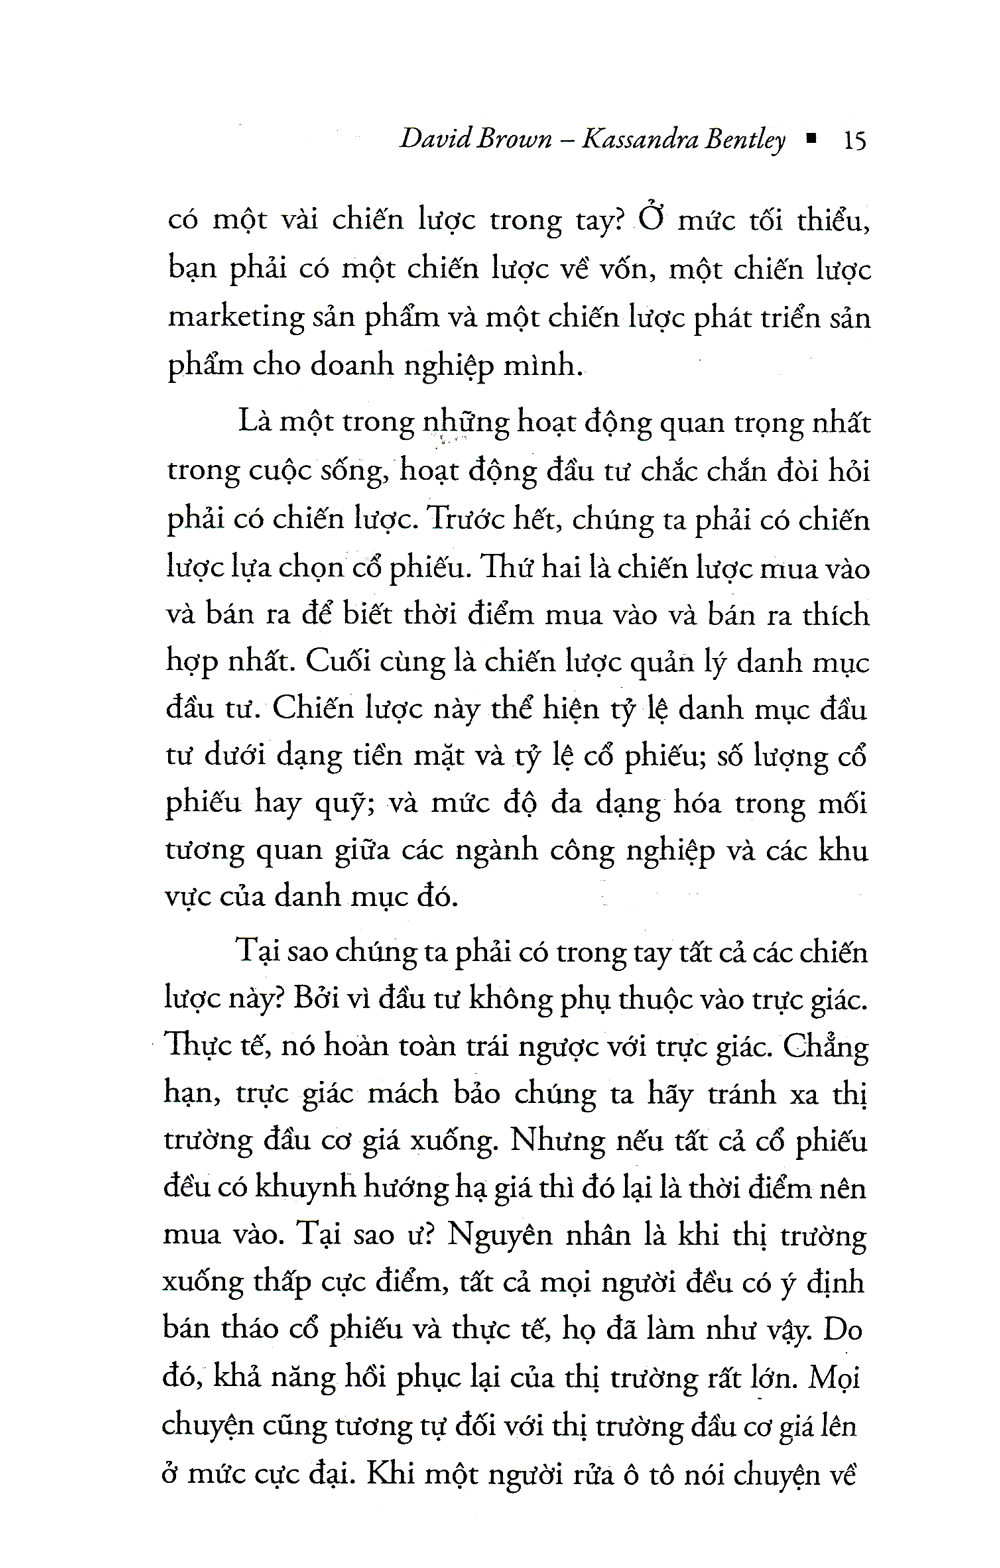 David Brown – Kassandra Bentley ▪ 15
có một vài chiến lược trong tay? Ở mức tối thiểu,
bạn phải có một chiến lược về vốn, một chiến lược
marketing sản phẩm và một chiến lược phát triển sản
phẩm cho doanh nghiệp mình.
Là một trong những hoạt động quan trọng nhất
trong cuộc sống, hoạt động đầu tư chắc chắn đòi hỏi
phải có chiến lược. Trước hết, chúng ta phải có chiến
lược lựa chọn cổ phiếu. Thứ hai là chiến lược mua vào
và bán ra để biết thời điểm mua vào và bán ra thích
hợp nhất. Cuối cùng là chiến lược quản lý danh mục
đầu tư. Chiến lược này thể hiện tỷ lệ danh mục đầu
tư dưới dạng tiền mặt và tỷ lệ cổ phiếu; số lượng cổ
phiếu hay quỹ; và mức độ đa dạng hóa trong mối
tương quan giữa các ngành công nghiệp và các khu
vực của danh mục đó.
Tại sao chúng ta phải có trong tay tất cả các chiến
lược này? Bởi vì đầu tư không phụ thuộc vào trực giác.
Thực tế, nó hoàn toàn trái ngược với trực giác. Chẳng
hạn, trực giác mách bảo chúng ta hãy tránh xa thị
trường đầu cơ giá xuống. Nhưng nếu tất cả cổ phiếu
đều có khuynh hướng hạ giá thì đó lại là thời điểm nên
mua vào. Tại sao ư? Nguyên nhân là khi thị trường
xuống thấp cực điểm, tất cả mọi người đều có ý định
bán tháo cổ phiếu và thực tế, họ đã làm như vậy. Do
đó, khả năng hồi phục lại của thị trường rất lớn. Mọi
chuyện cũng tương tự đối với thị trường đầu cơ giá lên
ở mức cực đại. Khi một người rửa ô tô nói chuyện về